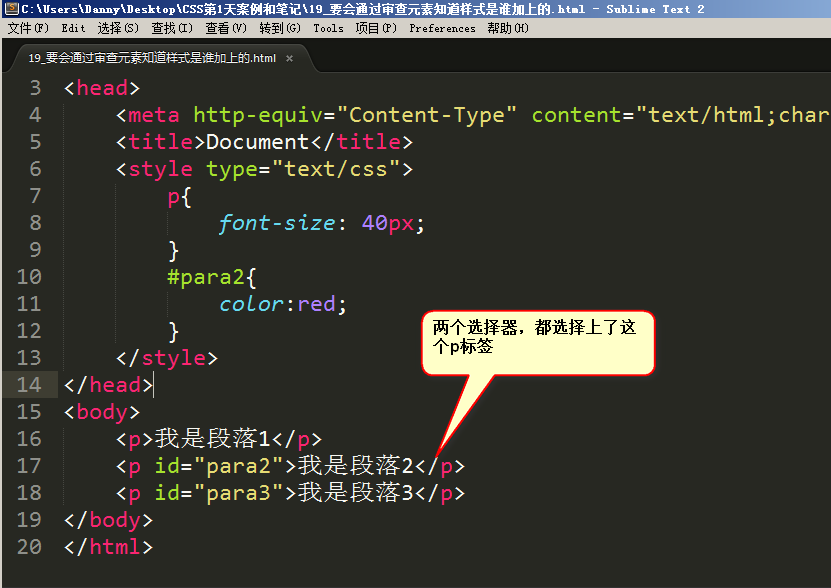 C:\Users\Danny\Desktop\CSS第1天案例和笔记\19_要会通过审查元素知道样式是谁加上的.html - Sublime Text 2
文件(F) Edit 选择(S) 查找(I) 查看(V) 转到(G) Tools 项目(P) Preferences 帮助(H)
19_要会通过审查元素知道样式是谁加上的.html ×
3 <head>
4 <meta http-equiv="Content-Type" content="text/html;char
5 <title>Document</title>
6 <style type="text/css">
7 p{
8 font-size: 40px;
9 }
10 #para2{
11 color:red;
12 }
13 </style>
14 </head>
15 <body>
16 <p>我是段落1</p>
17 <p id="para2">我是段落2</p>
18 <p id="para3">我是段落3</p>
19 </body>
20 </html>
两个选择器，都选择上了这
个p标签